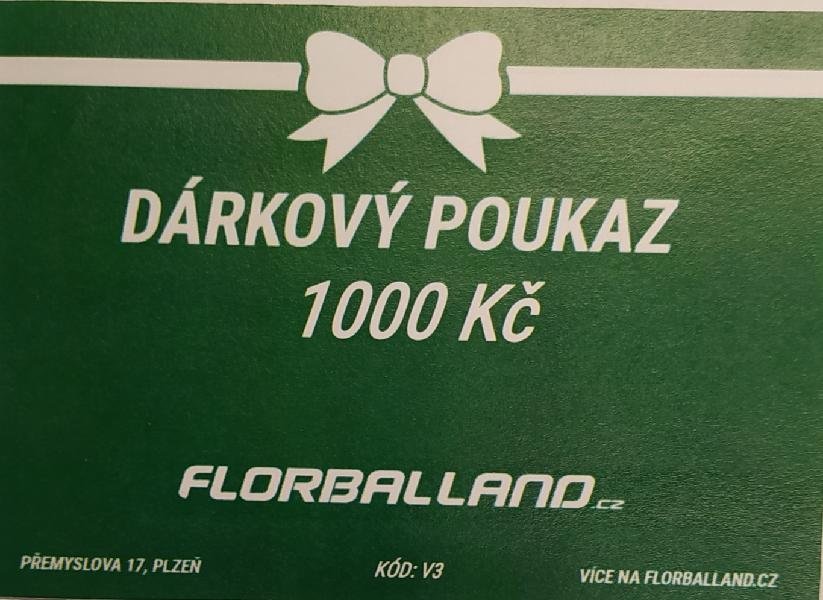 DÁRKOVÝ POUKAZ
1000 Kč
FLORBALLAND.CZ
PŘEMYSLOVA 17, PLZEŇ
KÓD: V3
VÍCE NA FLORBALLAND.CZ